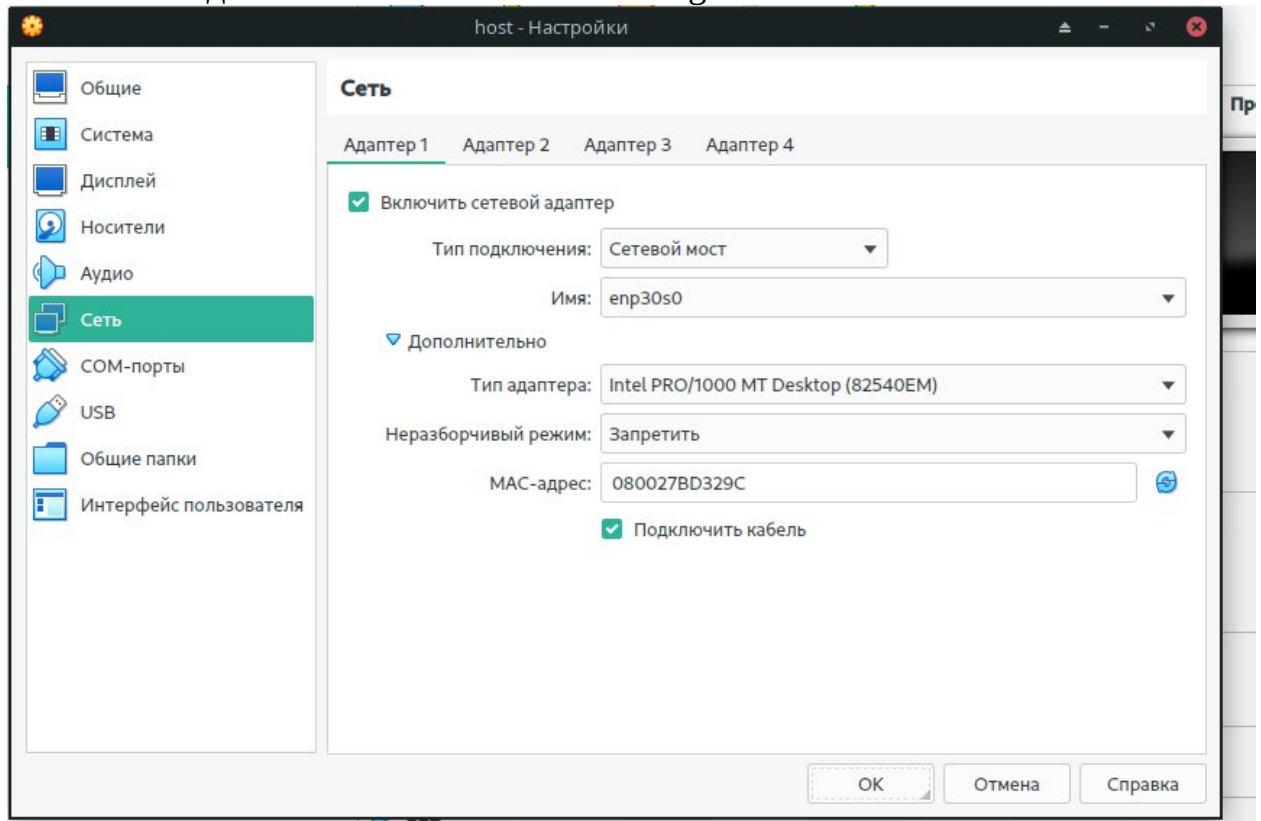 host - Настройки
Общие
Система
Дисплей
Носители
Аудио
Сеть
COM-порты
USB
Общие папки
Интерфейс пользователя
Сеть
Адаптер 1 Адаптер 2 Адаптер 3 Адаптер 4
Включить сетевой адаптер
Тип подключения: Сетевой мост
Имя: enp30s0
Дополнительно
Тип адаптера: Intel PRO/1000 MT Desktop (82540EM)
Неразборчивый режим: Запретить
MAC-адрес: 080027BD329C
Подключить кабель
OK Отмена Справка
Пр